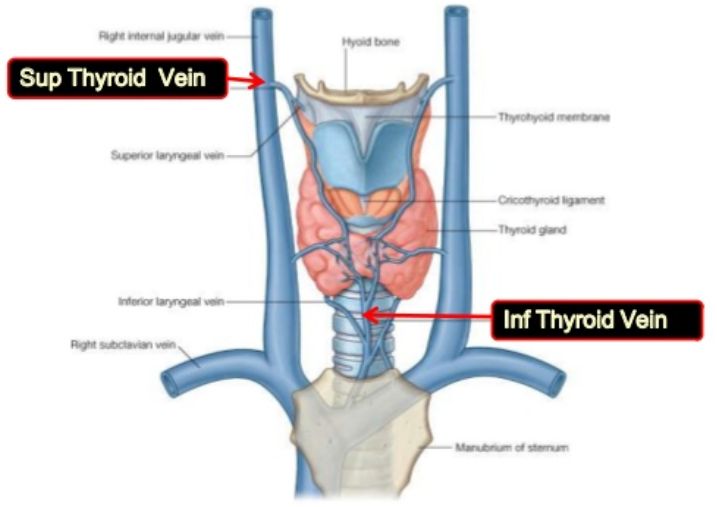 Right internal jugular vein
Hyoid bone
Sup Thyroid Vein
Thyrohyoid membrane
Superior laryngeal vein
Cricothyroid ligament
Thyroid gland
Inferior laryngeal vein
Inf Thyroid Vein
Right subclavian vein
Manubrium of sternum